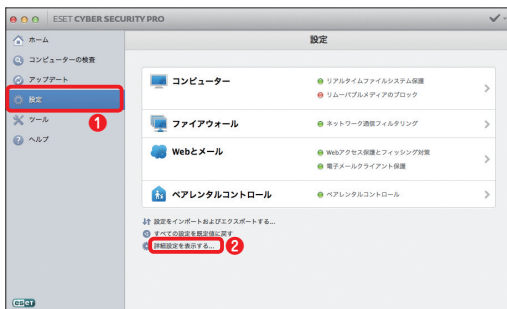 ESET CYBER SECURITY PRO
ホーム
設定
コンピューターの検査
アップデート
設定
ツール
ヘルプ
1
コンピューター
リアルタイムファイルシステム保護
リムーバブルメディアのブロック
ファイアウォール
ネットワーク通信フィルタリング
Webとメール
Webアクセス保護とフィッシング対策
電子メールクライアント保護
ペアレンタルコントロール
ペアレンタルコントロール
設定をインポートおよびエクスポートする...
すべての設定を既定値に戻す
詳細設定を表示する...
2
eset